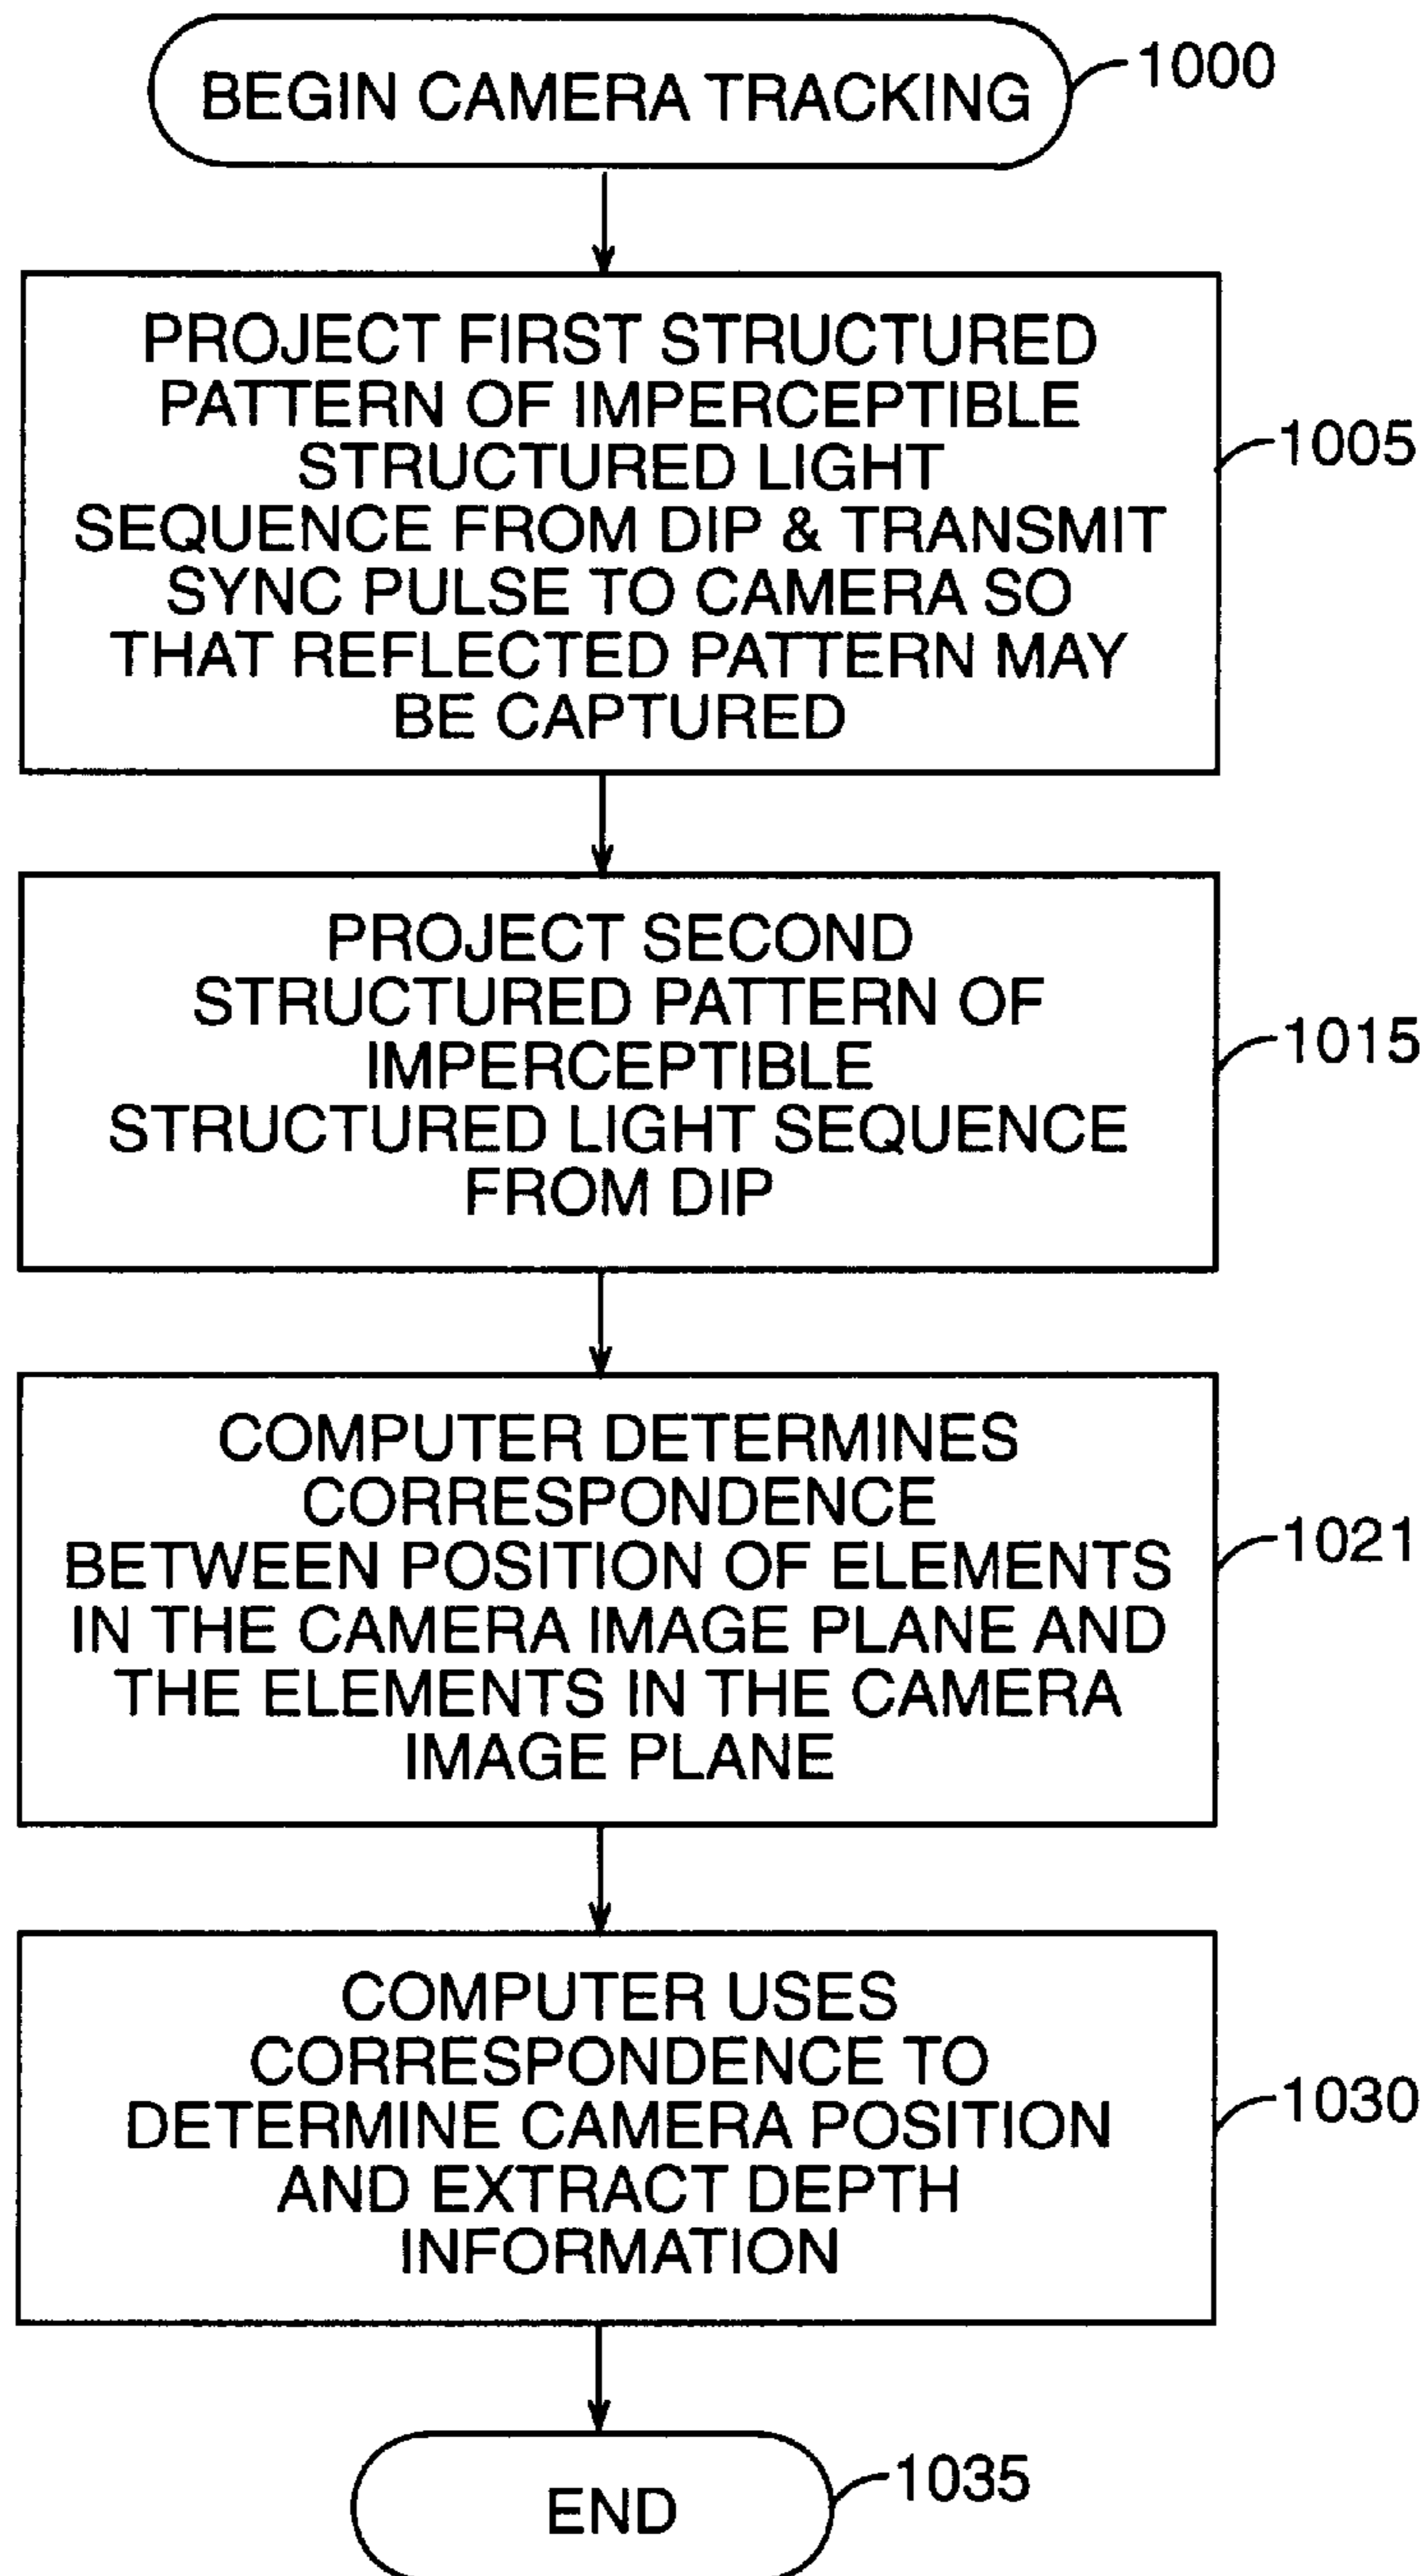 BEGIN CAMERA TRACKING
1000
PROJECT FIRST STRUCTURED
PATTERN OF IMPERCEPTIBLE
STRUCTURED LIGHT
SEQUENCE FROM DIP & TRANSMIT
SYNC PULSE TO CAMERA SO
THAT REFLECTED PATTERN MAY
BE CAPTURED
1005
PROJECT SECOND
STRUCTURED PATTERN OF
IMPERCEPTIBLE
STRUCTURED LIGHT SEQUENCE
FROM DIP
1015
COMPUTER DETERMINES
CORRESPONDENCE
BETWEEN POSITION OF ELEMENTS
IN THE CAMERA IMAGE PLANE AND
THE ELEMENTS IN THE CAMERA
IMAGE PLANE
1021
COMPUTER USES
CORRESPONDENCE TO
DETERMINE CAMERA POSITION
AND EXTRACT DEPTH
INFORMATION
1030
END
1035